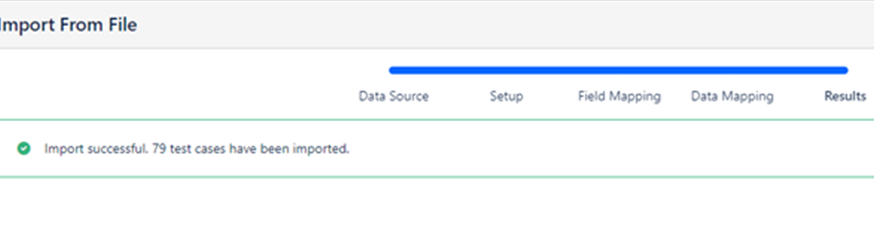 Import From File
Data Source Setup Field Mapping Data Mapping Results
Import successful. 79 test cases have been imported.